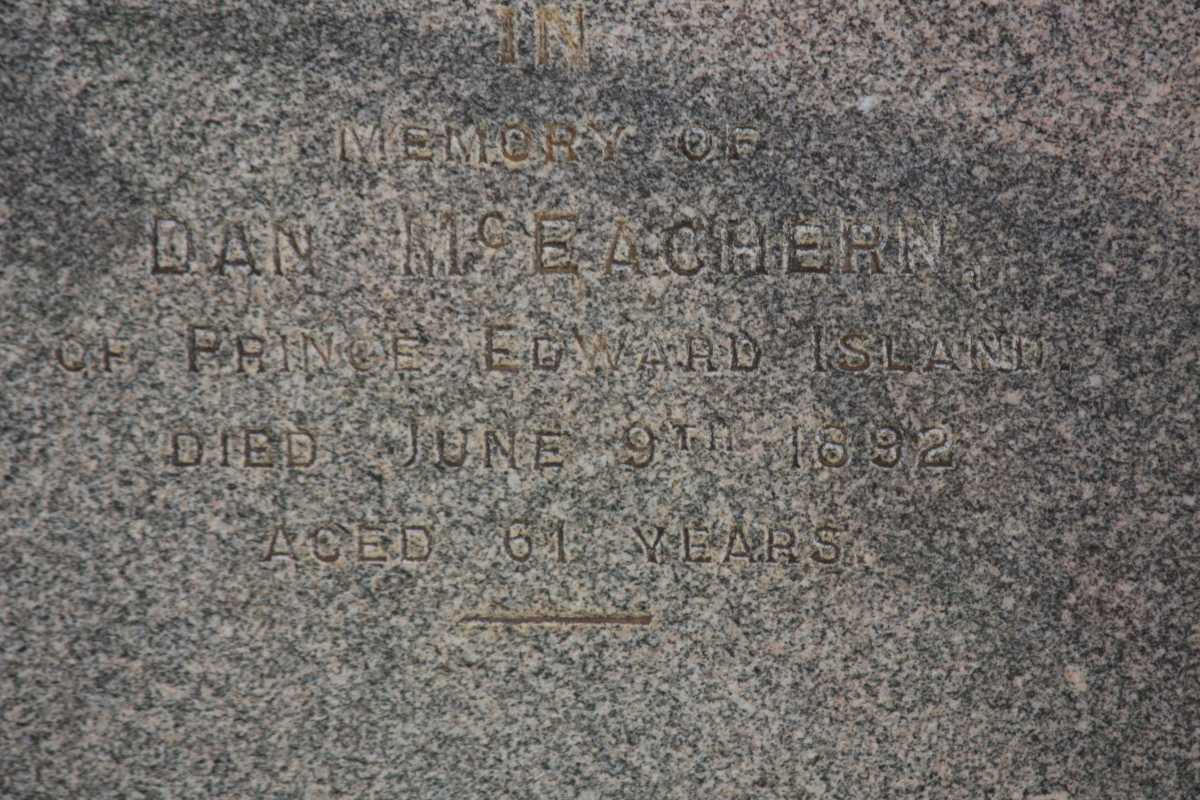 IN
MEMORY OF
DAN McEACHERN,
OF PRINCE EDWARD ISLAND.
DIED JUNE 9TH 1892
AGED 61 YEARS.